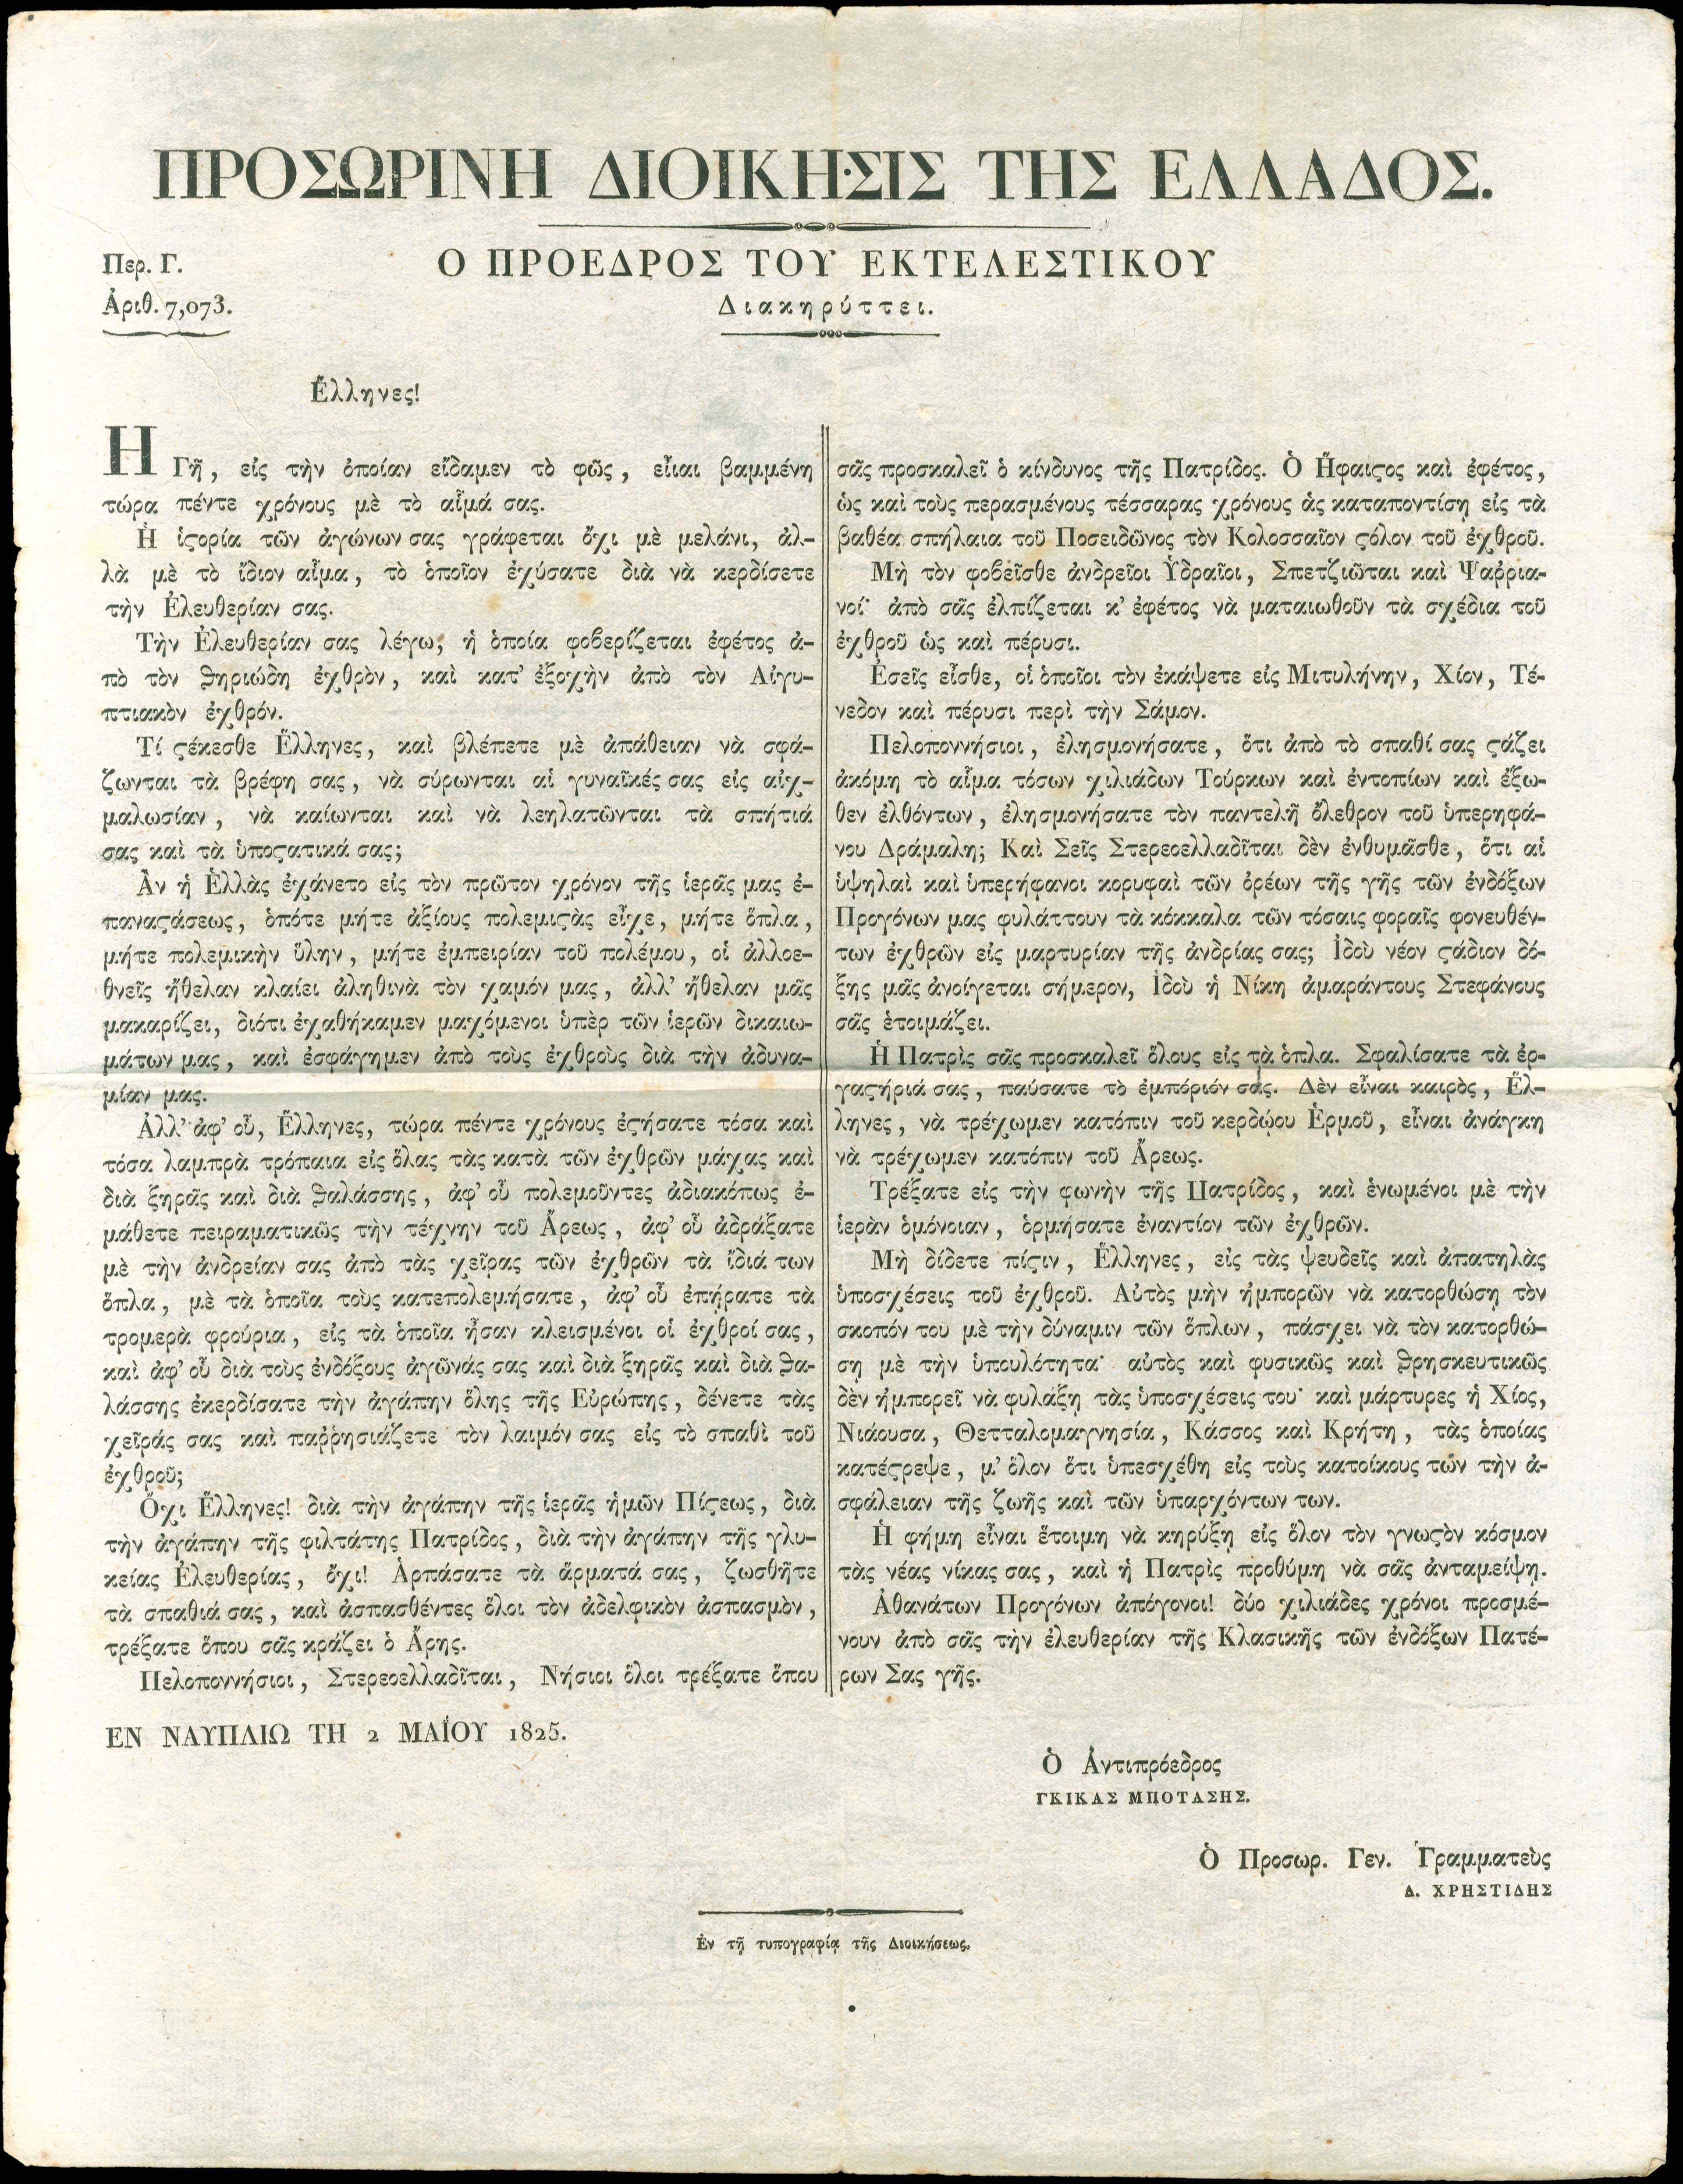 ΠΡΟΣΩΡΙΝΗ ΔΙΟΙΚΗΣΙΣ ΤΗΣ ΕΛΛΑΔΟΣ.
Περ. Γ.
Ἀριθ. 7,073.
Ο ΠΡΟΕΔΡΟΣ ΤΟΥ ΕΚΤΕΛΕΣΤΙΚΟΥ
Διακηρύττει.
Ἕλληνες!
Η Γῆ, εἰς τὴν ὁποίαν εἴδαμεν τὸ φῶς, εἶναι βαμμένη
τώρα πέντε χρόνους μὲ τὸ αἷμά σας.
Ἡ ἱϛορία τῶν ἀγώνων σας γράφεται ὄχι μὲ μελάνι, ἀλ-
λὰ μὲ τὸ ἴδιον αἷμα, τὸ ὁποῖον ἐχύσατε διὰ νὰ κερδίσετε
τὴν Ἐλευθερίαν σας.
Τὴν Ἐλευθερίαν σας λέγω, ἡ ὁποία φοβερίζεται ἐφέτος ἀ-
πὸ τὸν θηριώδη ἐχθρὸν, καὶ κατ' ἐξοχὴν ἀπὸ τὸν Αἰγυ-
πτιακὸν ἐχθρόν.
Τί ϛέκεσθε Ἕλληνες, καὶ βλέπετε μὲ ἀπάθειαν νὰ σφά-
ζωνται τὰ βρέφη σας, νὰ σύρωνται αἱ γυναῖκές σας εἰς αἰχ-
μαλωσίαν, νὰ καίωνται καὶ νὰ λεηλατῶνται τὰ σπήτιά
σας καὶ τὰ ὑποϛατικά σας;
Ἂν ἡ Ἑλλὰς ἐχάνετο εἰς τὸν πρῶτον χρόνον τῆς ἱερᾶς μας ἐ-
παναϛάσεως, ὁπότε μήτε ἀξίους πολεμιϛὰς εἶχε, μήτε ὅπλα,
μήτε πολεμικὴν ὕλην, μήτε ἐμπειρίαν τοῦ πολέμου, οἱ ἀλλοε-
θνεῖς ἤθελαν κλαίει ἀληθινὰ τὸν χαμόν μας, ἀλλ' ἤθελαν μᾶς
μακαρίζει, διότι ἐχαθήκαμεν μαχόμενοι ὑπὲρ τῶν ἱερῶν δικαιω-
μάτων μας, καὶ ἐσφάγημεν ἀπὸ τοὺς ἐχθροὺς διὰ τὴν ἀδυνα-
μίαν μας.
Ἀλλ' ἀφ' οὗ, Ἕλληνες, τώρα πέντε χρόνους ἐϛήσατε τόσα καὶ
τόσα λαμπρὰ τρόπαια εἰς ὅλας τὰς κατὰ τῶν ἐχθρῶν μάχας καὶ
διὰ ξηρᾶς καὶ διὰ θαλάσσης, ἀφ' οὗ πολεμοῦντες ἀδιακόπως ἐ-
μάθετε πειραματικῶς τὴν τέχνην τοῦ Ἄρεως, ἀφ' οὗ ἀδράξατε
μὲ τὴν ἀνδρείαν σας ἀπὸ τὰς χεῖρας τῶν ἐχθρῶν τὰ ἴδιά των
ὅπλα, μὲ τὰ ὁποῖα τοὺς κατεπολεμήσατε, ἀφ' οὗ ἐπήρατε τὰ
τρομερὰ φρούρια, εἰς τὰ ὁποῖα ἦσαν κλεισμένοι οἱ ἐχθροί σας,
καὶ ἀφ' οὗ διὰ τοὺς ἐνδόξους ἀγῶνάς σας καὶ διὰ ξηρᾶς καὶ διὰ θα-
λάσσης ἐκερδίσατε τὴν ἀγάπην ὅλης τῆς Εὐρώπης, δένετε τὰς
χεῖράς σας καὶ παῤῥησιάζετε τὸν λαιμόν σας εἰς τὸ σπαθὶ τοῦ
ἐχθροῦ;
Ὄχι Ἕλληνες! διὰ τὴν ἀγάπην τῆς ἱερᾶς ἡμῶν Πίϛεως, διὰ
τὴν ἀγάπην τῆς φιλτάτης Πατρίδος, διὰ τὴν ἀγάπην τῆς γλυ-
κείας Ἐλευθερίας, ὄχι! Ἁρπάσατε τὰ ἅρματά σας, ζωσθῆτε
τὰ σπαθιά σας, καὶ ἀσπασθέντες ὅλοι τὸν ἀδελφικὸν ἀσπασμὸν,
τρέξατε ὅπου σᾶς κράζει ὁ Ἄρης.
Πελοποννήσιοι, Στερεοελλαδῖται, Νήσιοι ὅλοι τρέξατε ὅπου
σᾶς προσκαλεῖ ὁ κίνδυνος τῆς Πατρίδος. Ὁ Ἥφαιϛος καὶ ἐφέτος,
ὡς καὶ τοὺς περασμένους τέσσαρας χρόνους ἂς καταποντίσῃ εἰς τὰ
βαθέα σπήλαια τοῦ Ποσειδῶνος τὸν Κολοσσαῖον ϛόλον τοῦ ἐχθροῦ.
Μὴ τὸν φοβεῖσθε ἀνδρεῖοι Ὑδραῖοι, Σπετζιῶται καὶ Ψαῤρια-
νοί· ἀπὸ σᾶς ἐλπίζεται κ' ἐφέτος νὰ ματαιωθοῦν τὰ σχέδια τοῦ
ἐχθροῦ ὡς καὶ πέρυσι.
Ἐσεῖς εἶσθε, οἱ ὁποῖοι τὸν ἐκάψετε εἰς Μιτυλήνην, Χίον, Τέ-
νεδον καὶ πέρυσι περὶ τὴν Σάμον.
Πελοποννήσιοι, ἐλησμονήσατε, ὅτι ἀπὸ τὸ σπαθί σας ϛάζει
ἀκόμη τὸ αἷμα τόσων χιλιάδων Τούρκων καὶ ἐντοπίων καὶ ἔξω-
θεν ἐλθόντων, ἐλησμονήσατε τὸν παντελῆ ὄλεθρον τοῦ ὑπερηφά-
νου Δράμαλη; Καὶ Σεῖς Στερεοελλαδῖται δὲν ἐνθυμᾶσθε, ὅτι αἱ
ὑψηλαὶ καὶ ὑπερήφανοι κορυφαὶ τῶν ὀρέων τῆς γῆς τῶν ἐνδόξων
Προγόνων μας φυλάττουν τὰ κόκκαλα τῶν τόσαις φοραῖς φονευθέν-
των ἐχθρῶν εἰς μαρτυρίαν τῆς ἀνδρίας σας; Ἰδοὺ νέον ϛάδιον δό-
ξης μᾶς ἀνοίγεται σήμερον, Ἰδοὺ ἡ Νίκη ἀμαράντους Στεφάνους
σᾶς ἑτοιμάζει.
Ἡ Πατρὶς σᾶς προσκαλεῖ ὅλους εἰς τὰ ὅπλα. Σφαλίσατε τὰ ἐρ-
γαϛήριά σας, παύσατε τὸ ἐμπόριόν σας. Δὲν εἶναι καιρὸς, Ἕλ-
ληνες, νὰ τρέχωμεν κατόπιν τοῦ κερδῴου Ἑρμοῦ, εἶναι ἀνάγκη
νὰ τρέχωμεν κατόπιν τοῦ Ἄρεως.
Τρέξατε εἰς τὴν φωνὴν τῆς Πατρίδος, καὶ ἑνωμένοι μὲ τὴν
ἱερὰν ὁμόνοιαν, ὁρμήσατε ἐναντίον τῶν ἐχθρῶν.
Μὴ δίδετε πίϛιν, Ἕλληνες, εἰς τὰς ψευδεῖς καὶ ἀπατηλὰς
ὑποσχέσεις τοῦ ἐχθροῦ. Αὐτὸς μὴν ἠμπορῶν νὰ κατορθώσῃ τὸν
σκοπόν του μὲ τὴν δύναμιν τῶν ὅπλων, πάσχει νὰ τὸν κατορθώ-
σῃ μὲ τὴν ὑπουλότητα· αὐτὸς καὶ φυσικῶς καὶ θρησκευτικῶς
δὲν ἠμπορεῖ νὰ φυλάξῃ τὰς ὑποσχέσεις του· καὶ μάρτυρες ἡ Χίος,
Νιάουσα, Θετταλομαγνησία, Κάσσος καὶ Κρήτη, τὰς ὁποίας
κατέϛρεψε, μ' ὅλον ὅτι ὑπεσχέθη εἰς τοὺς κατοίκους των τὴν ἀ-
σφάλειαν τῆς ζωῆς καὶ τῶν ὑπαρχόντων των.
Ἡ φήμη εἶναι ἕτοιμη νὰ κηρύξῃ εἰς ὅλον τὸν γνωϛὸν κόσμον
τὰς νέας νίκας σας, καὶ ἡ Πατρὶς προθύμη νὰ σᾶς ἀνταμείψῃ.
Ἀθανάτων Προγόνων ἀπόγονοι! δύο χιλιάδες χρόνοι προσμέ-
νουν ἀπὸ σᾶς τὴν ἐλευθερίαν τῆς Κλασικῆς τῶν ἐνδόξων Πατέ-
ρων Σας γῆς.
ΕΝ ΝΑΥΠΛΙΩ ΤΗ 2 ΜΑΪΟΥ 1825.
Ὁ Ἀντιπρόεδρος
ΓΚΙΚΑΣ ΜΠΟΤΑΣΗΣ.
Ὁ Προσωρ. Γεν. Γραμματεὺς
Δ. ΧΡΗΣΤΙΔΗΣ
Ἐν τῇ τυπογραφίᾳ τῆς Διοικήσεως.